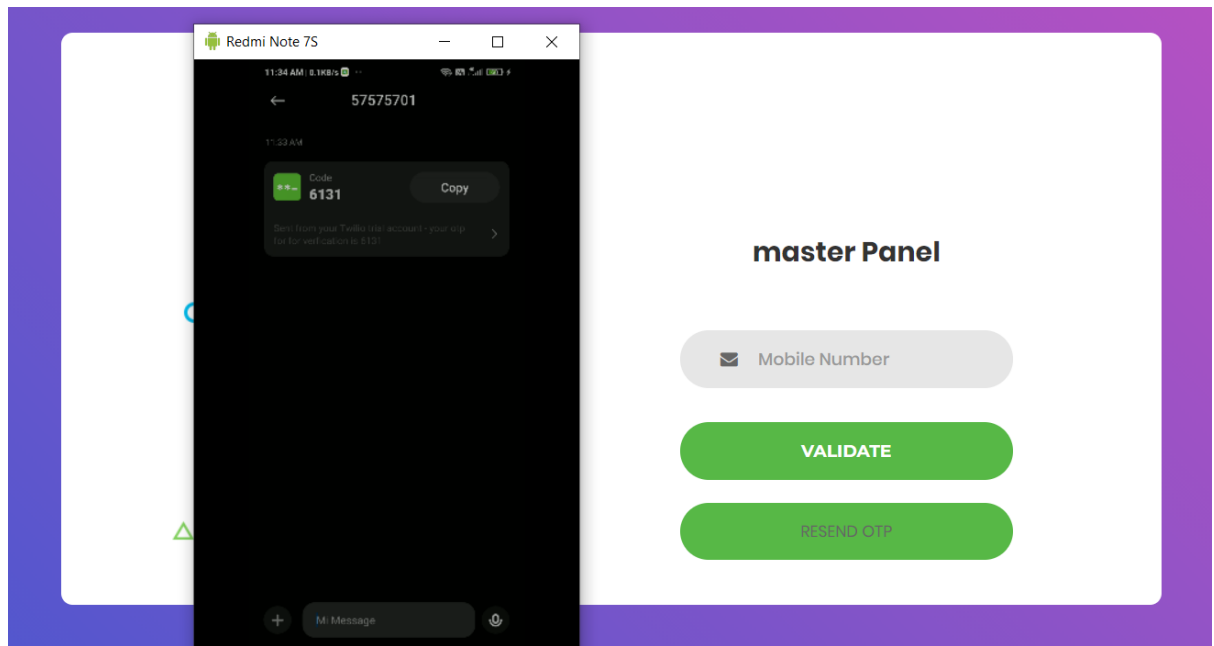 Redmi Note 7S
11:34 AM | 0.1KB/s
57575701
11:33 AM
Code
6131
Copy
Sent from your Twilio trial account - your otp
for for verification is 6131
Mi Message
master Panel
Mobile Number
VALIDATE
RESEND OTP